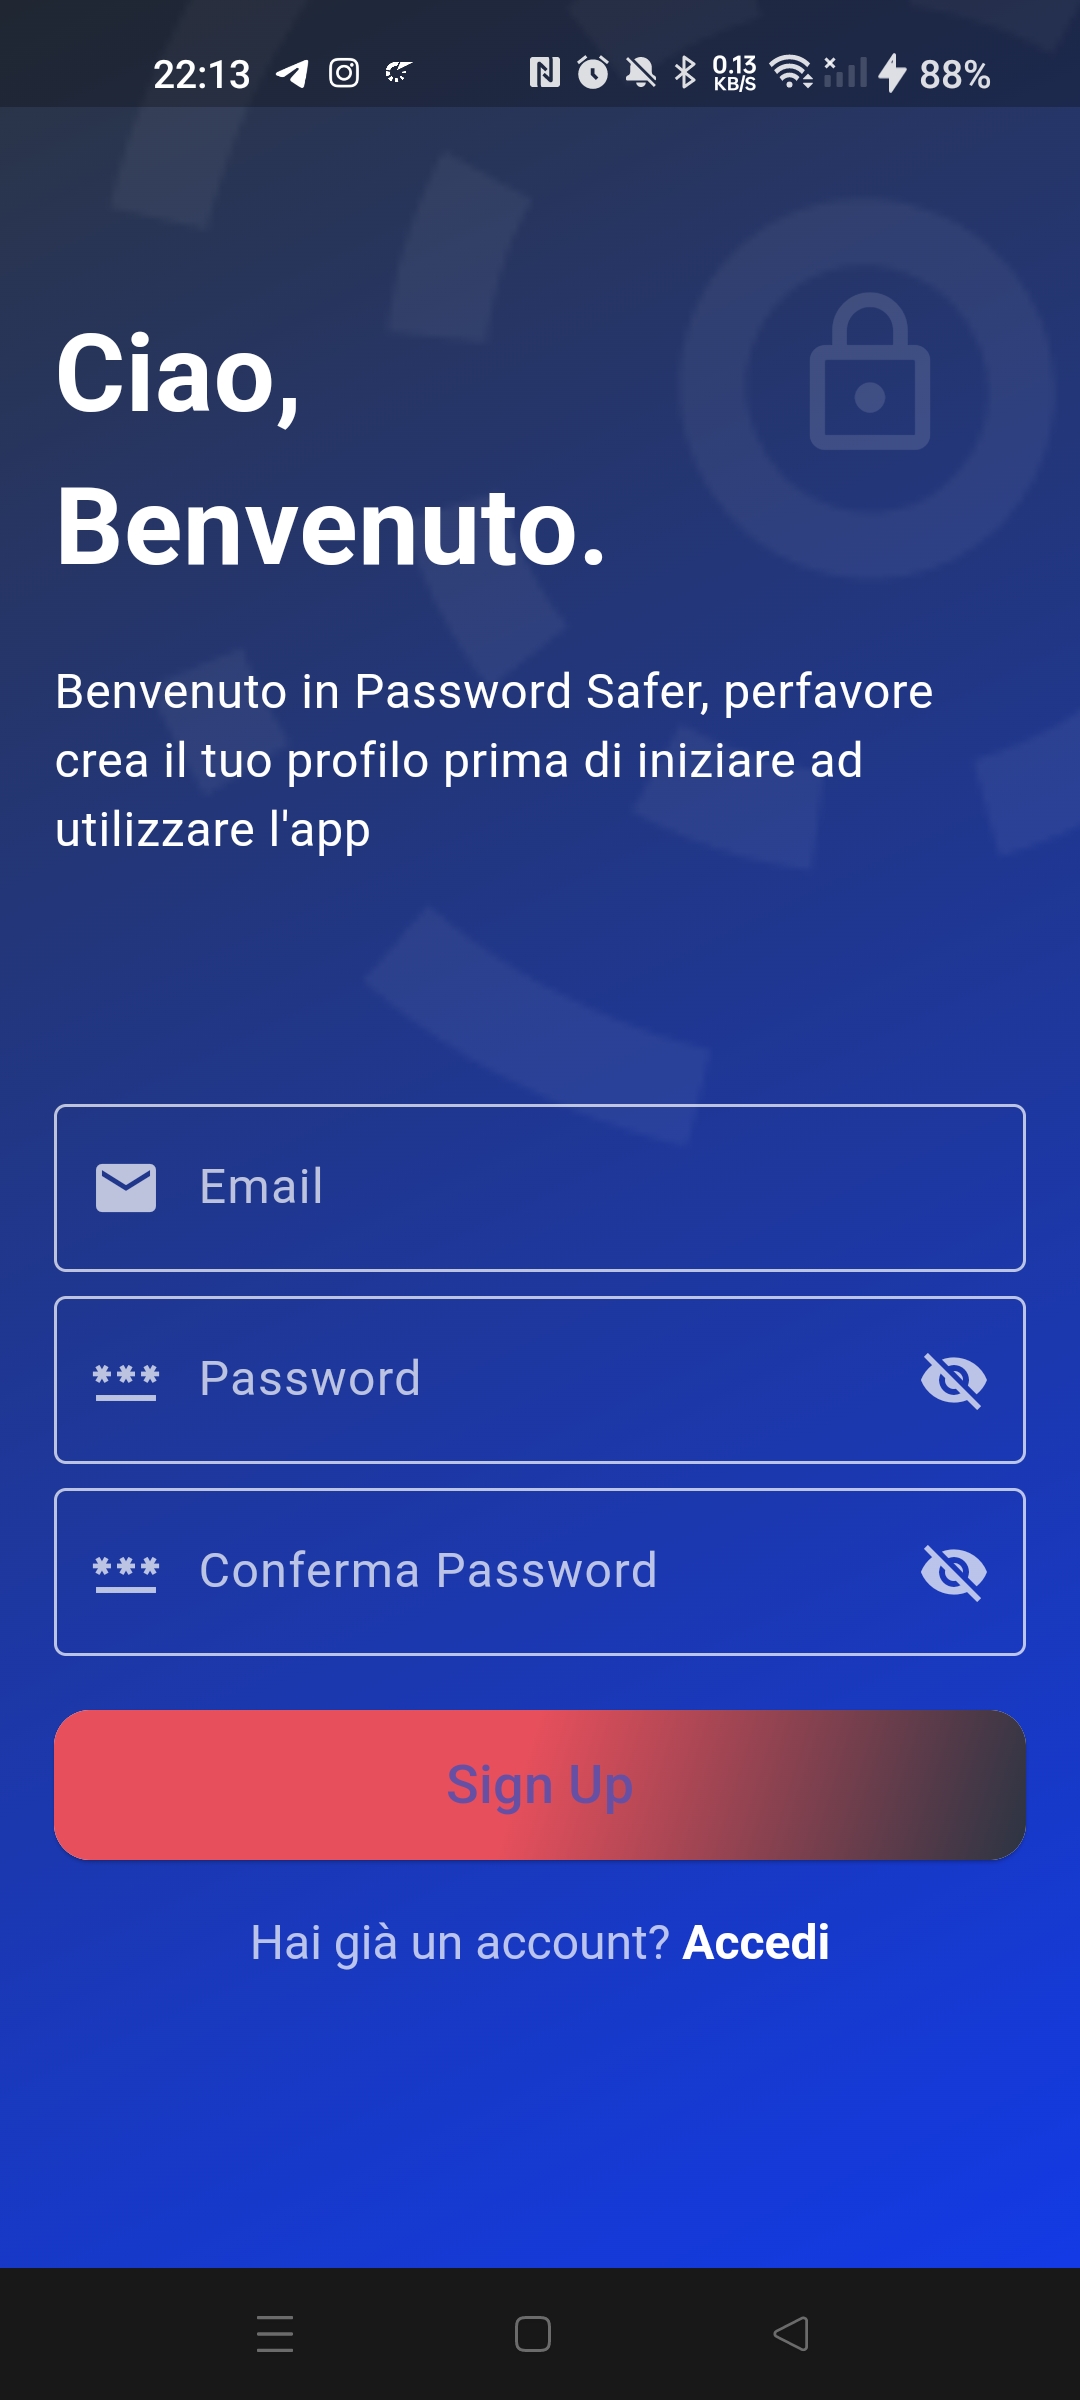 22:13 0.13 KB/S 88%
Ciao,
Benvenuto.
Benvenuto in Password Safer, perfavore
crea il tuo profilo prima di iniziare ad
utilizzare l'app
Email
*** Password
*** Conferma Password
Sign Up
Hai già un account? Accedi